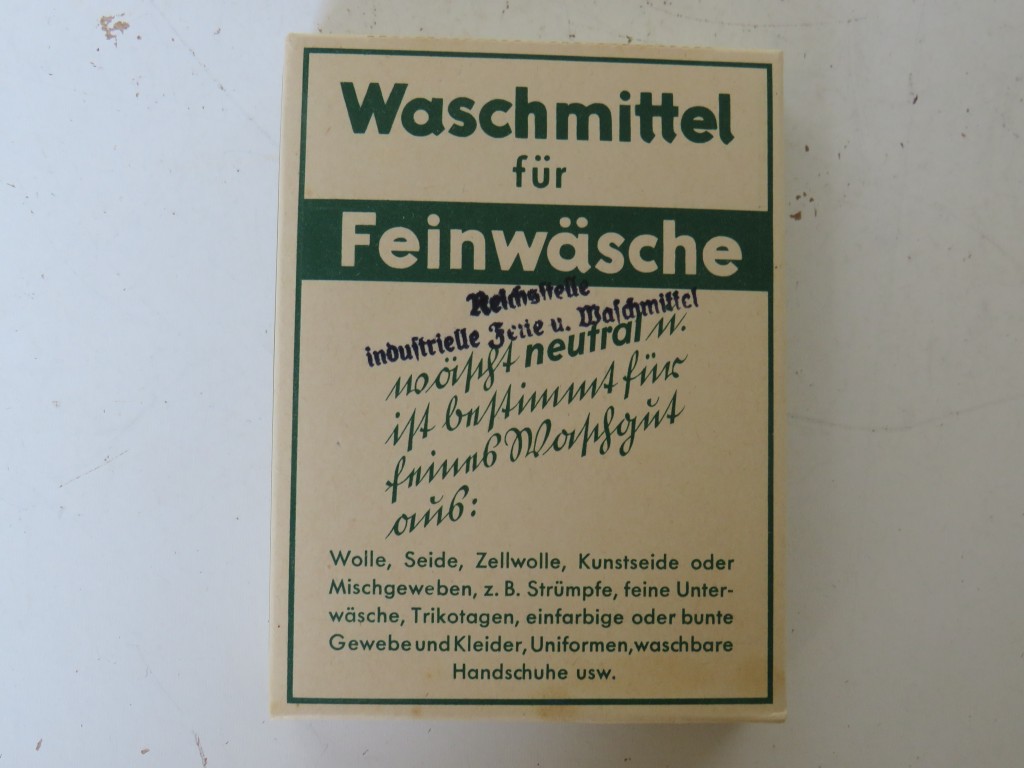 Waschmittel
für
Feinwäsche
Reichsstelle
industrielle Fette u. Waschmittel
wäscht neutral u.
ist bestimmt für
feines Waschgut
aus:
Wolle, Seide, Zellwolle, Kunstseide oder
Mischgeweben, z. B. Strümpfe, feine Unter-
wäsche, Trikotagen, einfarbige oder bunte
Gewebe und Kleider, Uniformen, waschbare
Handschuhe usw.